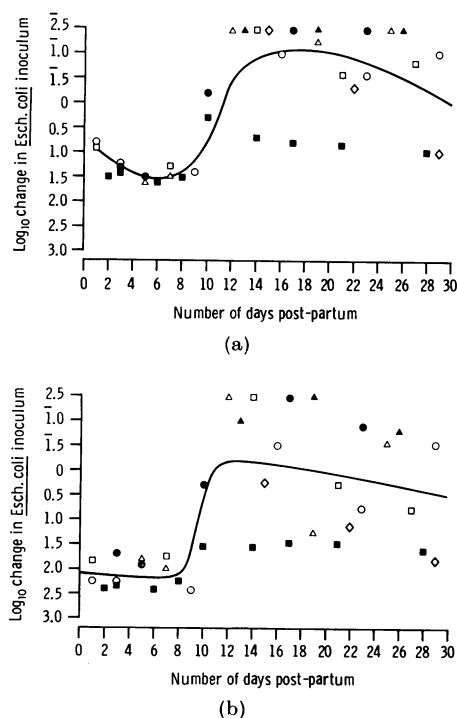 Log₁₀ change in Esch. coli inoculum
2̅.5
1̅.0
1̅.5
0
0.5
1.0
1.5
2.0
2.5
3.0
0 2 4 6 8 10 12 14 16 18 20 22 24 26 28 30
Number of days post-partum
(a)
Log₁₀ change in Esch. coli inoculum
2̅.5
1̅.0
1̅.5
0
0.5
1.0
1.5
2.0
2.5
3.0
0 2 4 6 8 10 12 14 16 18 20 22 24 26 28 30
Number of days post-partum
(b)